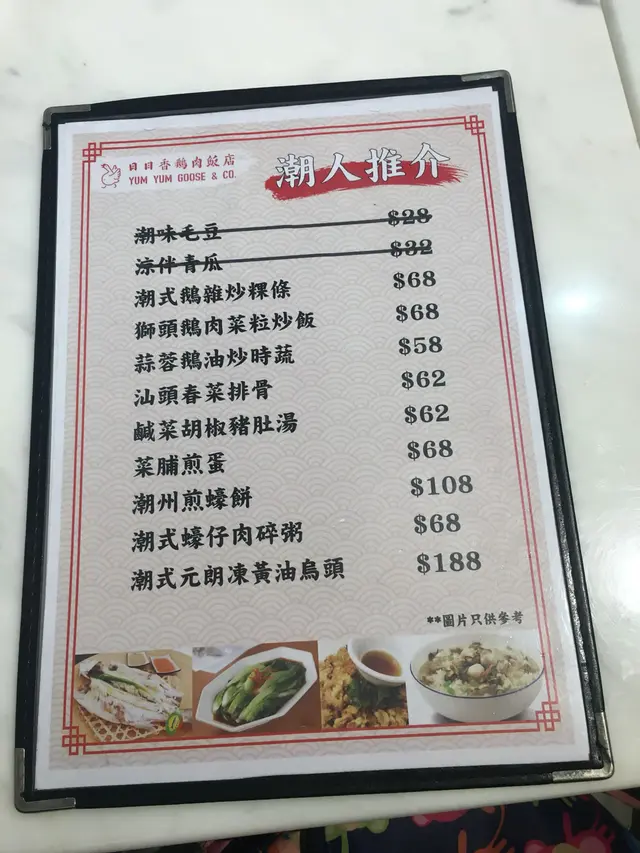 日日香鵝肉飯店
YUM YUM GOOSE & CO.
潮人推介
潮味毛豆 $28
涼伴青瓜 $32
潮式鵝雜炒粿條 $68
獅頭鵝肉菜粒炒飯 $68
蒜蓉鵝油炒時蔬 $58
汕頭春菜排骨 $62
鹹菜胡椒豬肚湯 $62
菜脯煎蛋 $68
潮州煎蠔餅 $108
潮式蠔仔肉碎粥 $68
潮式元朗凍黃油烏頭 $188
**圖片只供參考